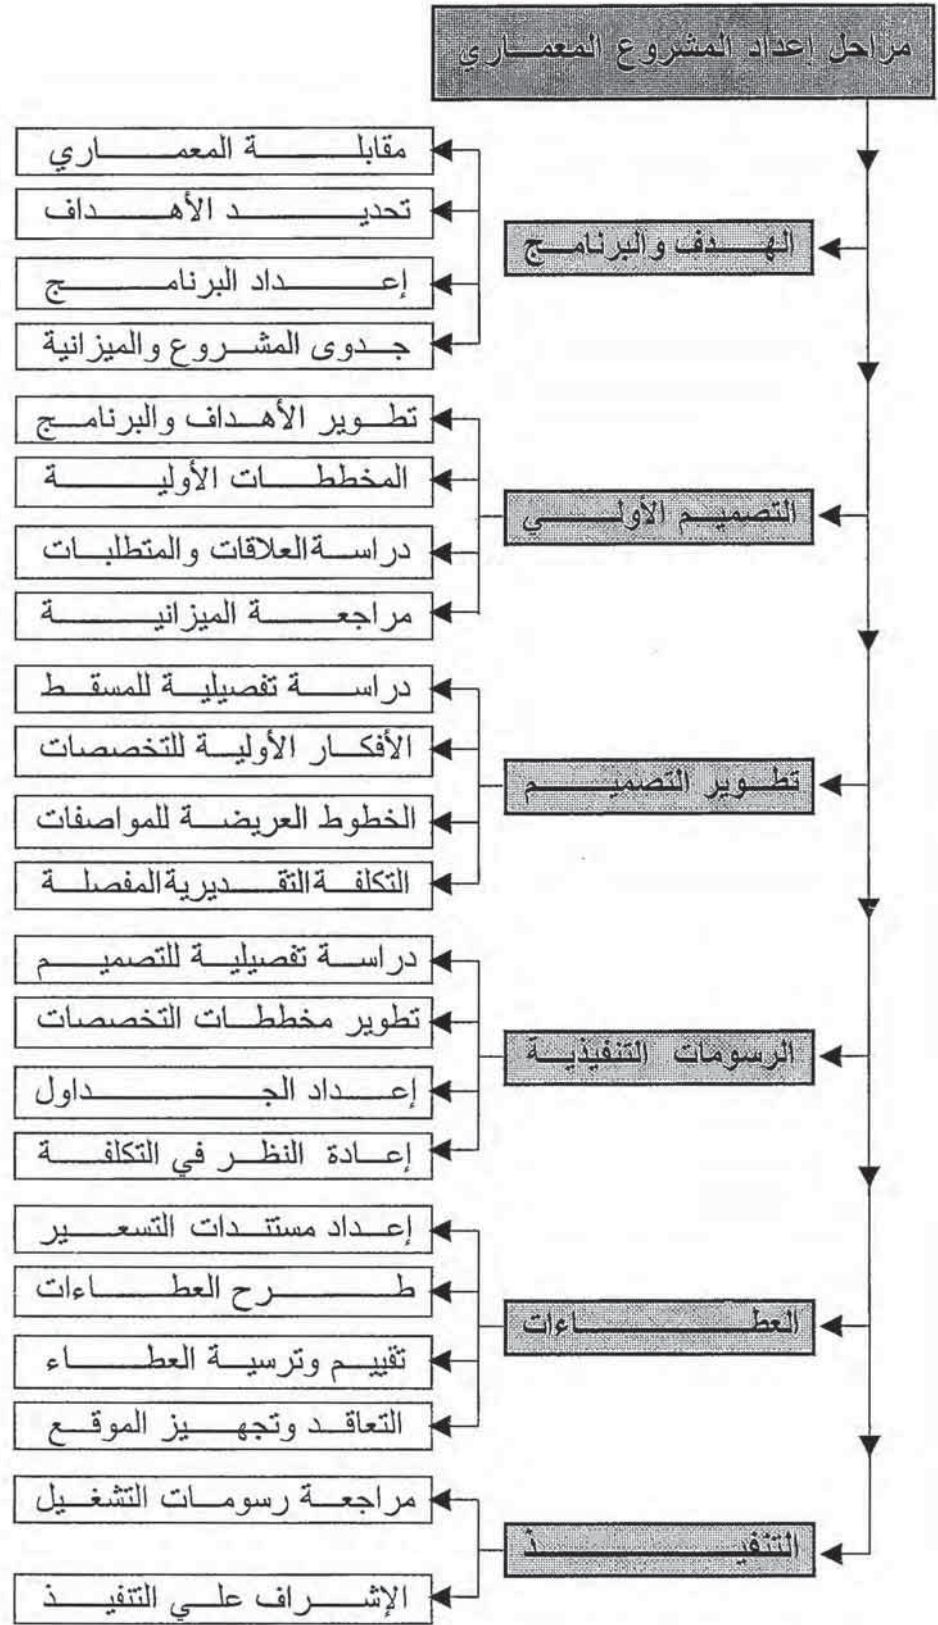 مراحل إعداد المشروع المعماري
الهدف والبرنامج
مقابلة المعماري
تحديد الأهداف
إعداد البرنامج
جدوى المشروع والميزانية
التصميم الأولي
تطوير الأهداف والبرنامج
المخططات الأولية
دراسة العلاقات والمتطلبات
مراجعة الميزانية
تطوير التصميم
دراسة تفصيلية للمسقط
الأفكار الأولية للتخصصات
الخطوط العريضة للمواصفات
التكلفة التقديرية المفصلة
الرسومات التنفيذية
دراسة تفصيلية للتصميم
تطوير مخططات التخصصات
إعداد الجداول
إعادة النظر في التكلفة
العطاءات
إعداد مستندات التسعير
طرح العطاءات
تقييم وترسية العطاء
التعاقد وتجهيز الموقع
التنفيذ
مراجعة رسومات التشغيل
الإشراف علي التنفيذ